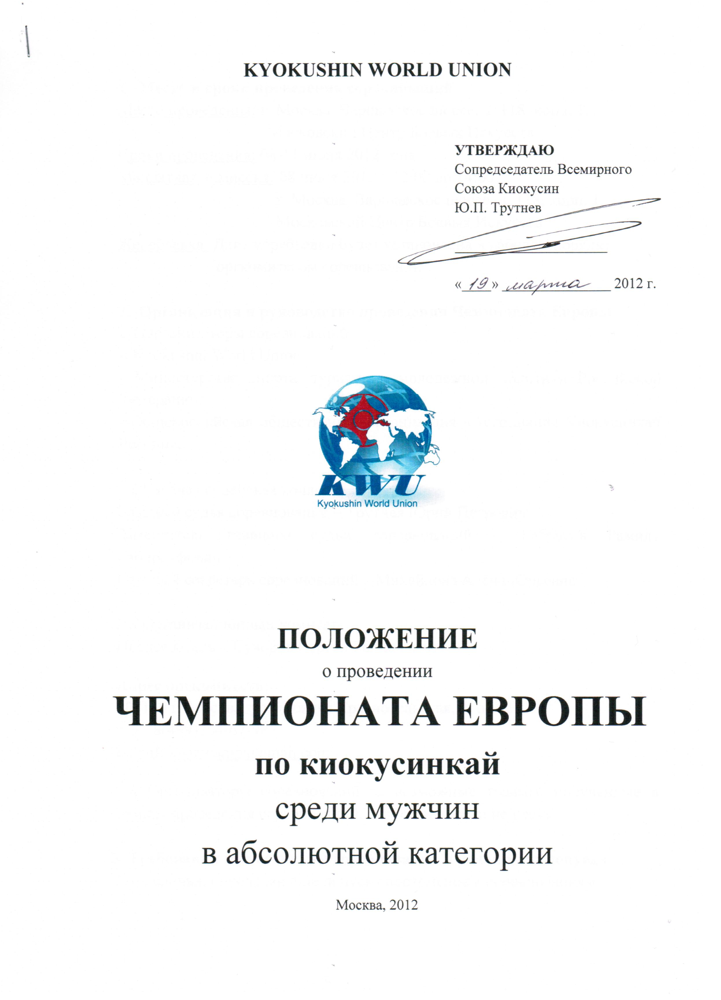 KYOKUSHIN WORLD UNION
УТВЕРЖДАЮ
Сопредседатель Всемирного
Союза Киокусин
Ю.П. Трутнев
«19» марта 2012 г.
KWU
Kyokushin World Union
ПОЛОЖЕНИЕ
о проведении
ЧЕМПИОНАТА ЕВРОПЫ
по киокусинкай
среди мужчин
в абсолютной категории
Москва, 2012